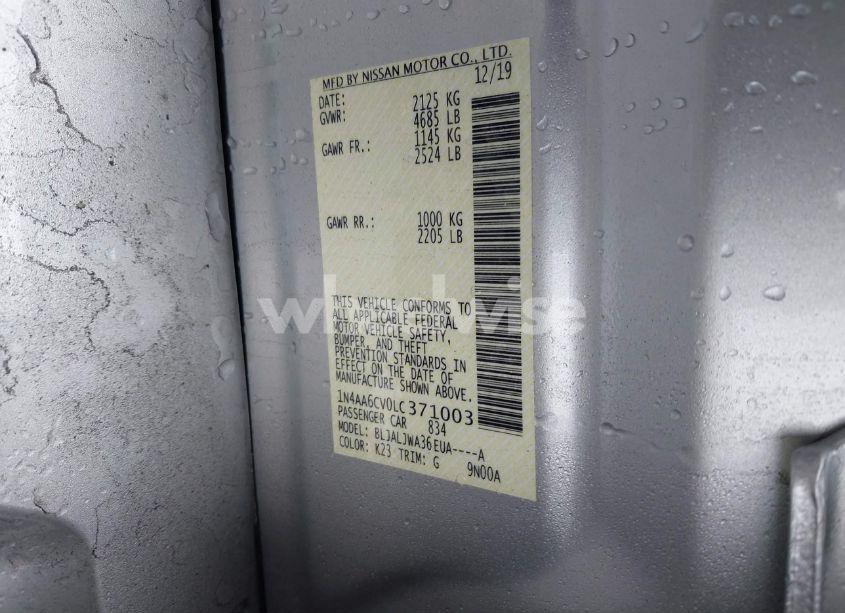 MFD BY NISSAN MOTOR CO., LTD.
DATE: 12/19
GVWR: 2125 KG
4685 LB
GAWR FR.: 1145 KG
2524 LB
GAWR RR.: 1000 KG
2205 LB
THIS VEHICLE CONFORMS TO
ALL APPLICABLE FEDERAL
MOTOR VEHICLE SAFETY,
BUMPER, AND THEFT
PREVENTION STANDARDS IN
EFFECT ON THE DATE OF
MANUFACTURE SHOWN ABOVE.
1N4AA6CV0LC371003
PASSENGER CAR 834
MODEL: BLJALJWA36EUA----A
COLOR: K23 TRIM: G 9N00A